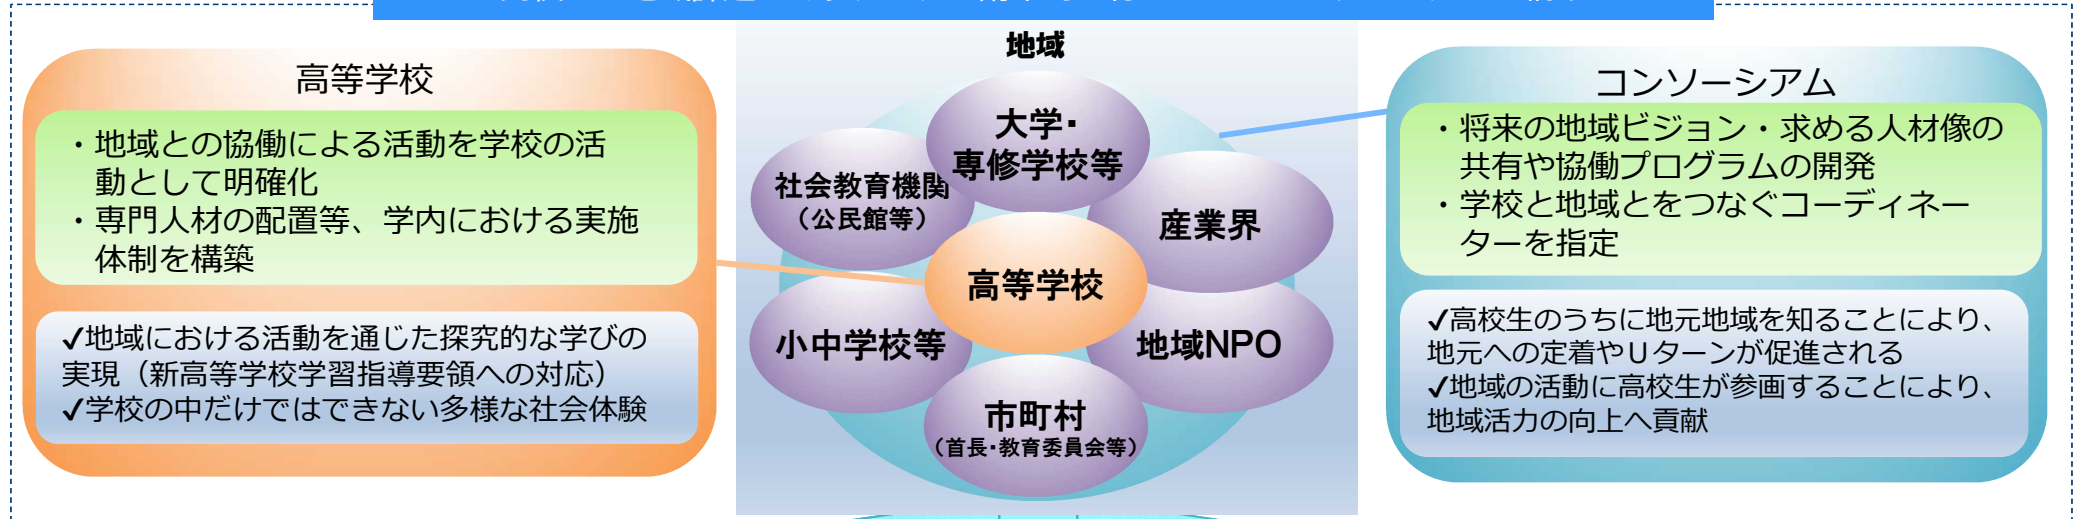 高等学校
・地域との協働による活動を学校の活
動として明確化
・専門人材の配置等、学内における実施
体制を構築
✓地域における活動を通じた探究的な学びの
実現（新高等学校学習指導要領への対応）
✓学校の中だけではできない多様な社会体験
地域
大学・
専修学校等
社会教育機関
（公民館等）
産業界
高等学校
小中学校等
地域NPO
市町村
（首長・教育委員会等）
コンソーシアム
・将来の地域ビジョン・求める人材像の
共有や協働プログラムの開発
・学校と地域とをつなぐコーディネー
ターを指定
✓高校生のうちに地元地域を知ることにより、
地元への定着やＵターンが促進される
✓地域の活動に高校生が参画することにより、
地域活力の向上へ貢献